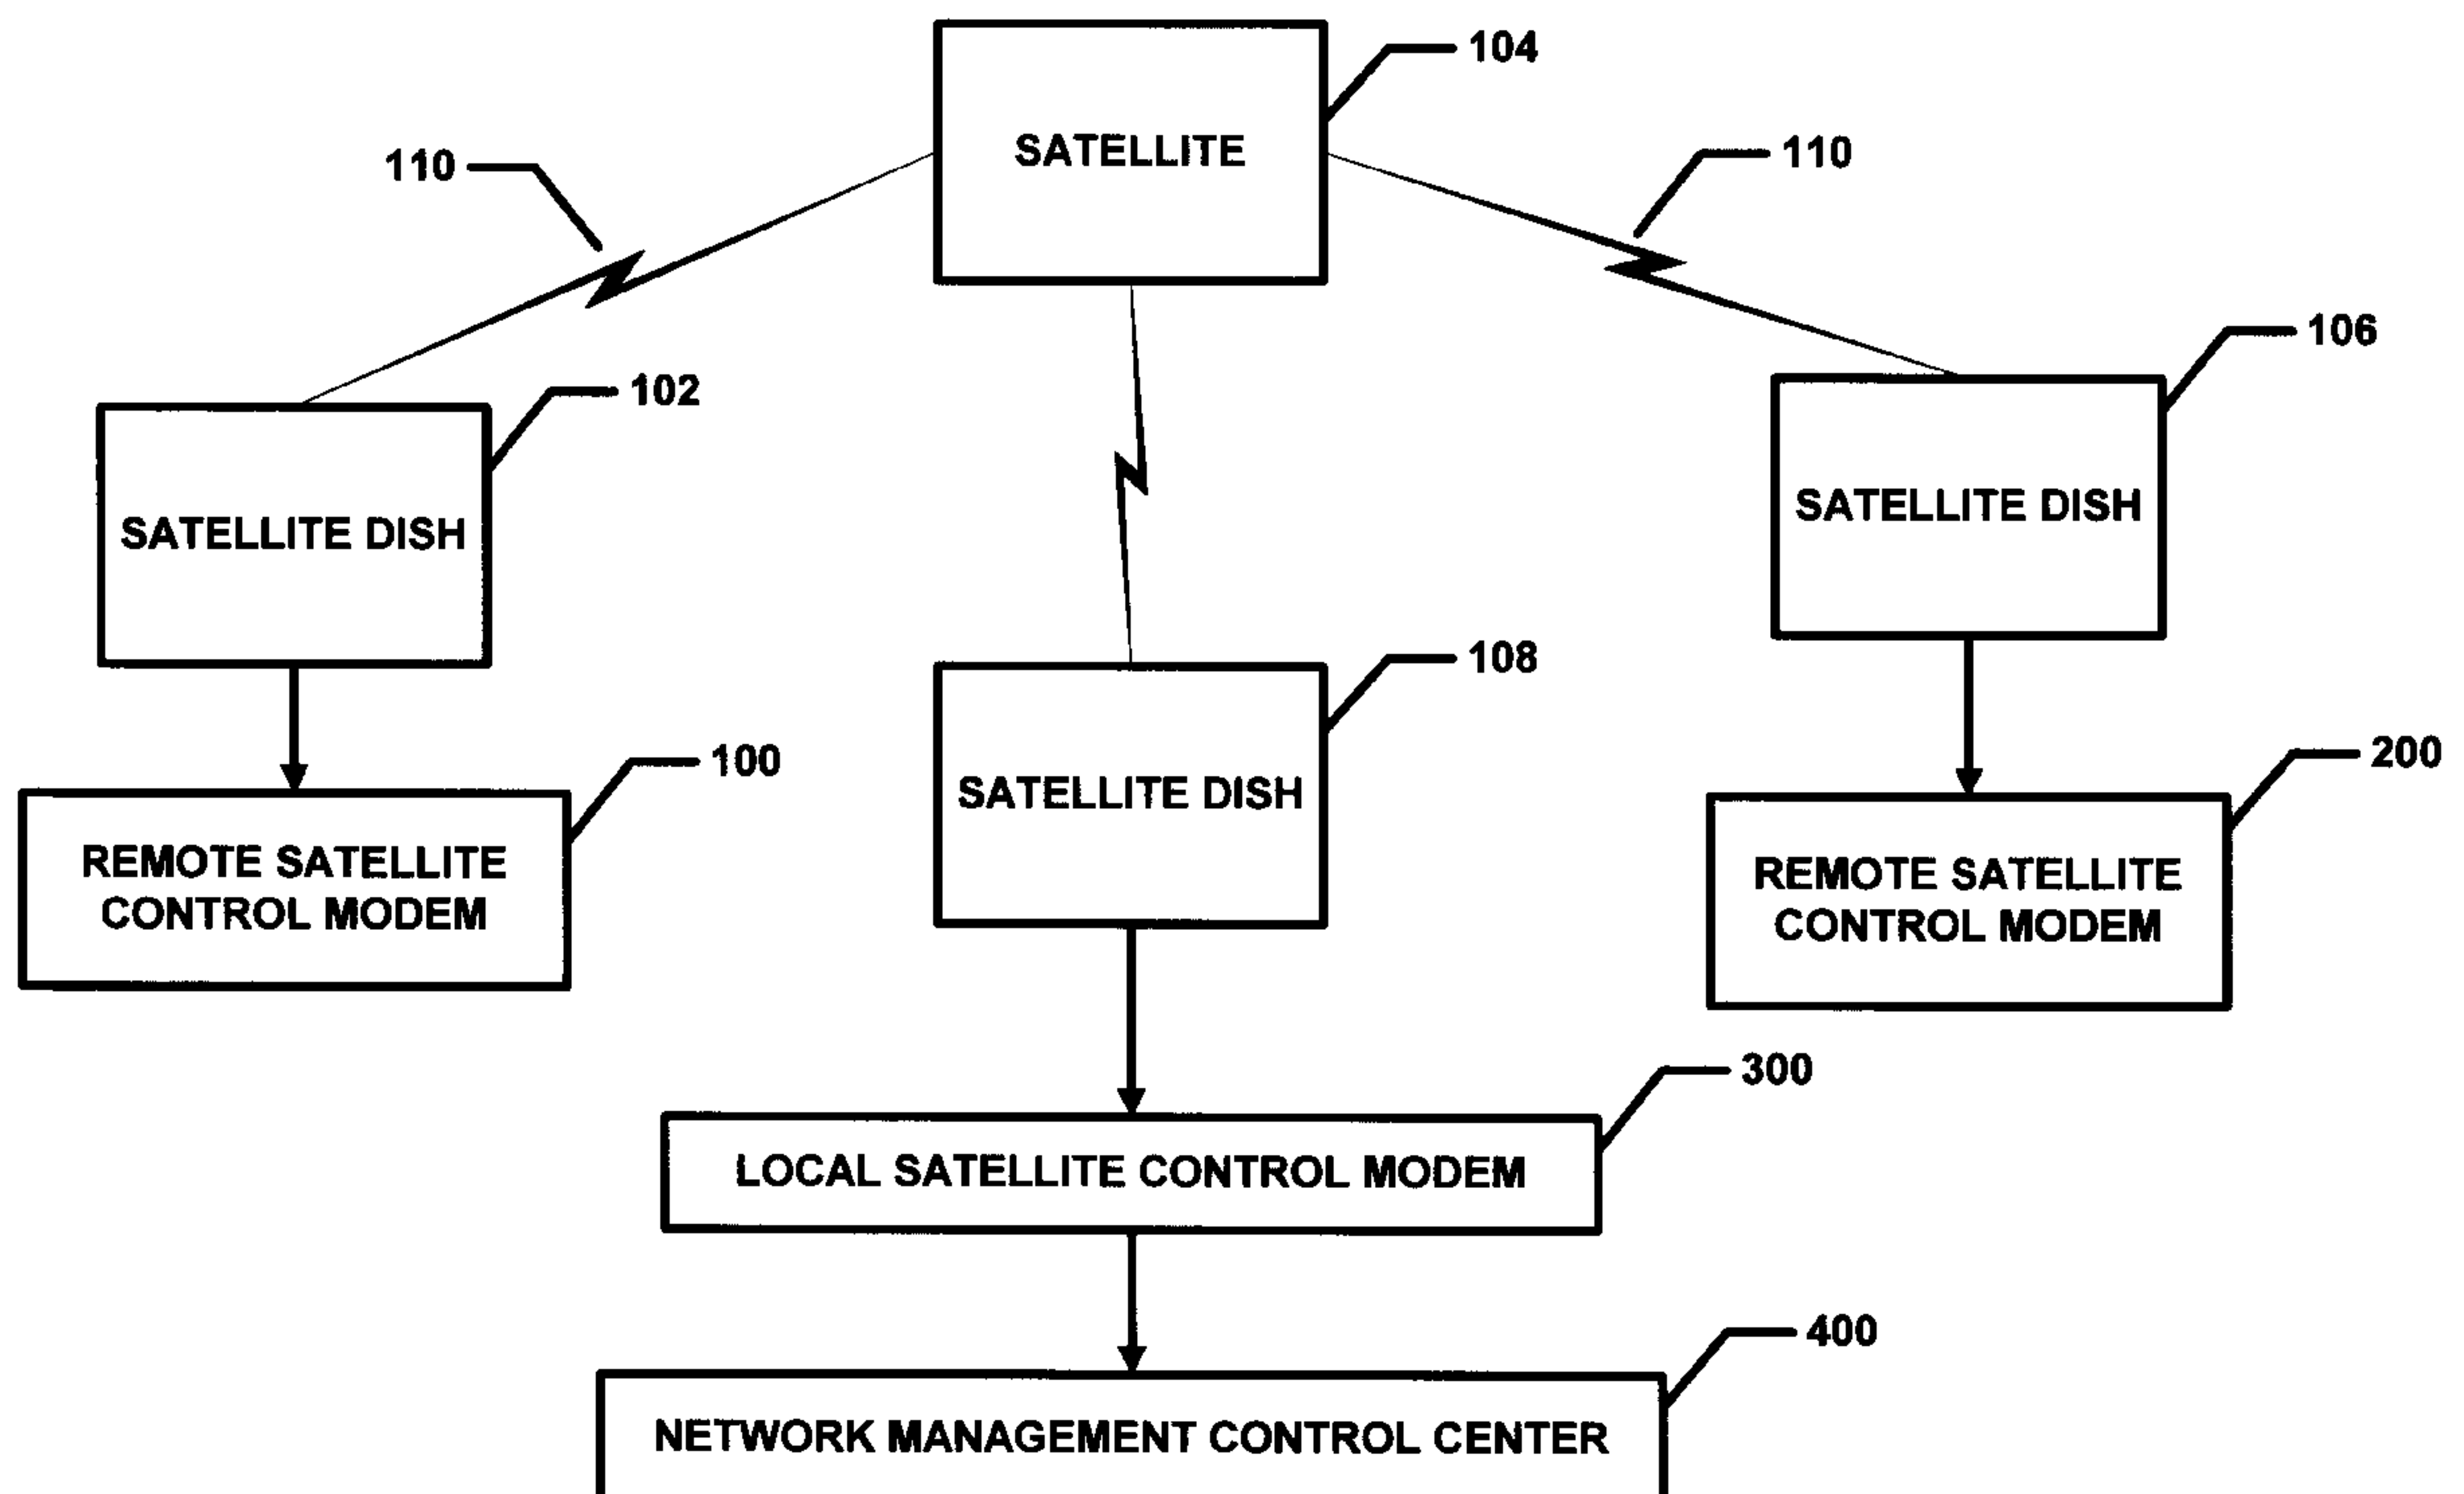 104
SATELLITE
110
110
106
102
SATELLITE DISH
SATELLITE DISH
108
100
200
SATELLITE DISH
REMOTE SATELLITE
CONTROL MODEM
REMOTE SATELLITE
CONTROL MODEM
300
LOCAL SATELLITE CONTROL MODEM
400
NETWORK MANAGEMENT CONTROL CENTER